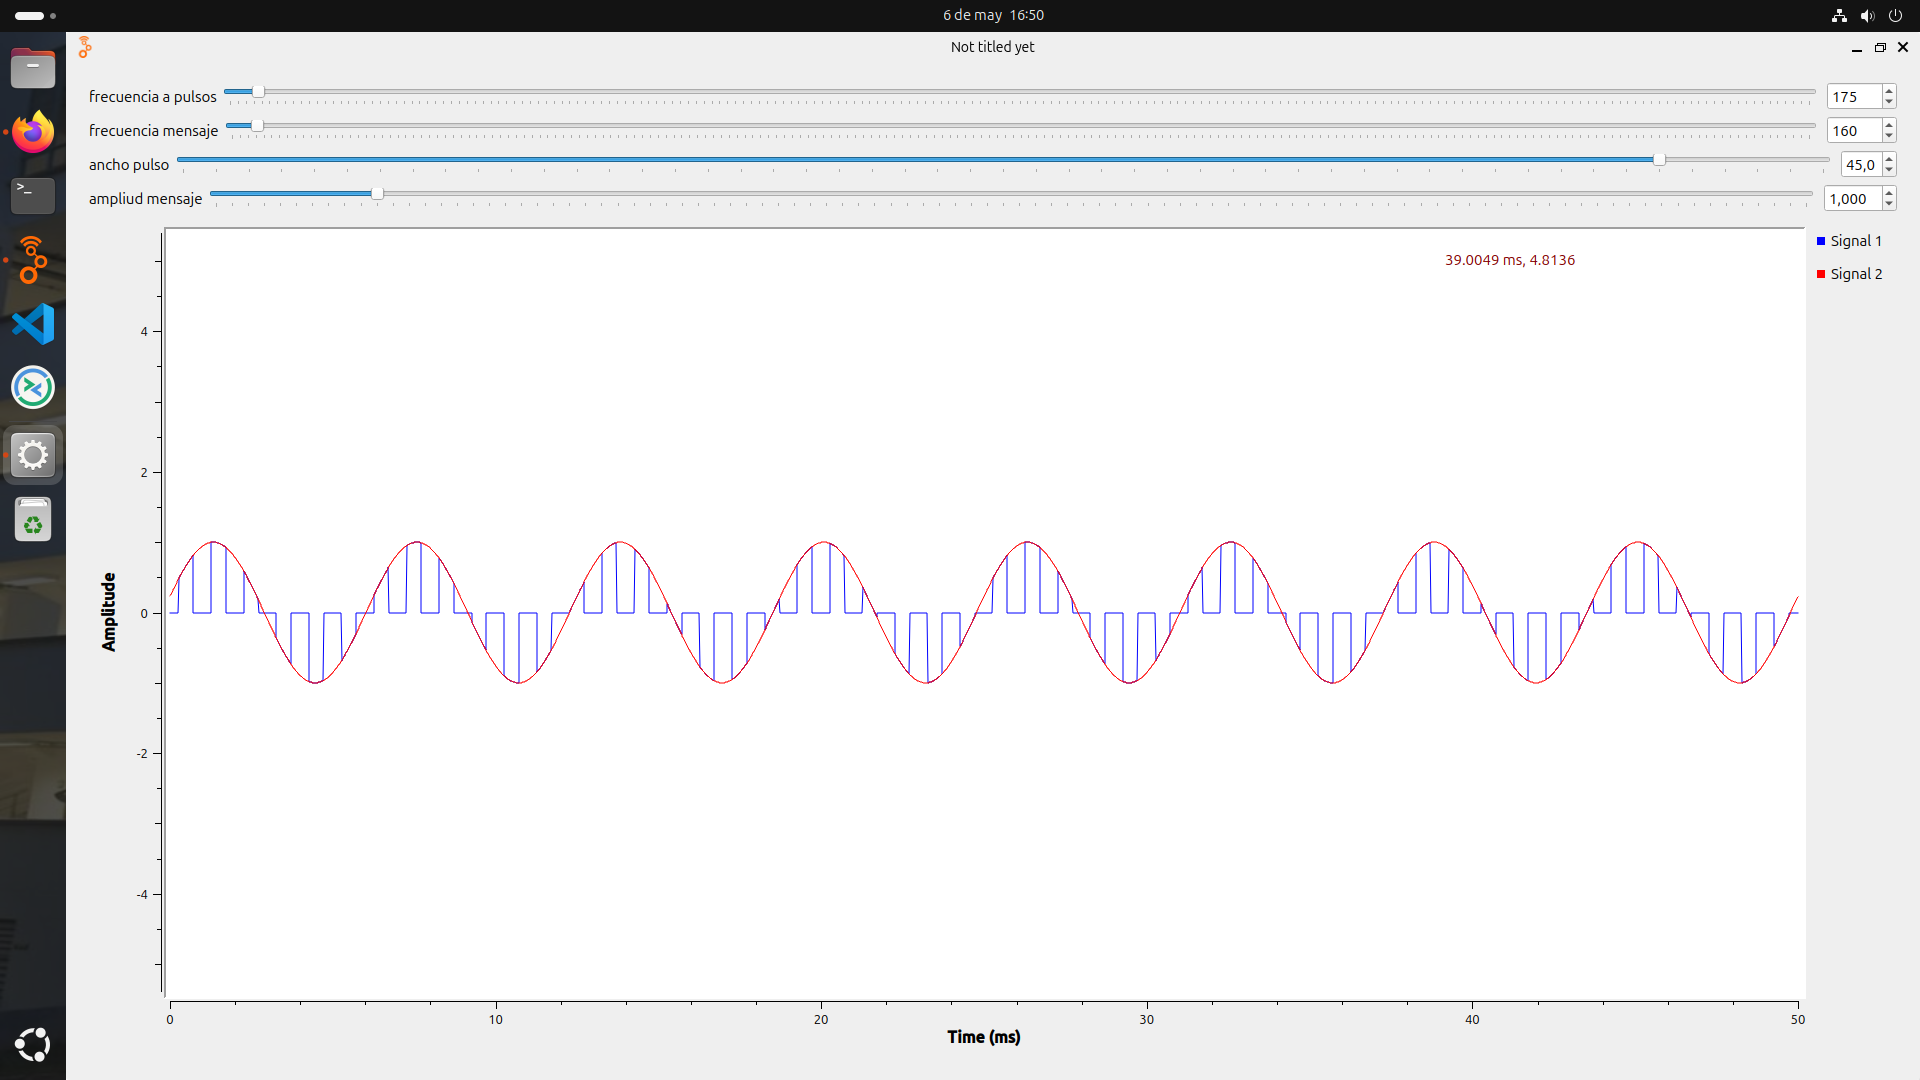 6 de may 16:50
Not titled yet
frecuencia a pulsos 175
frecuencia mensaje 160
ancho pulso 45,0
ampliud mensaje 1,000
39.0049 ms, 4.8136
Signal 1
Signal 2
4
2
0
-2
-4
Amplitude
0 10 20 30 40 50
Time (ms)
>_